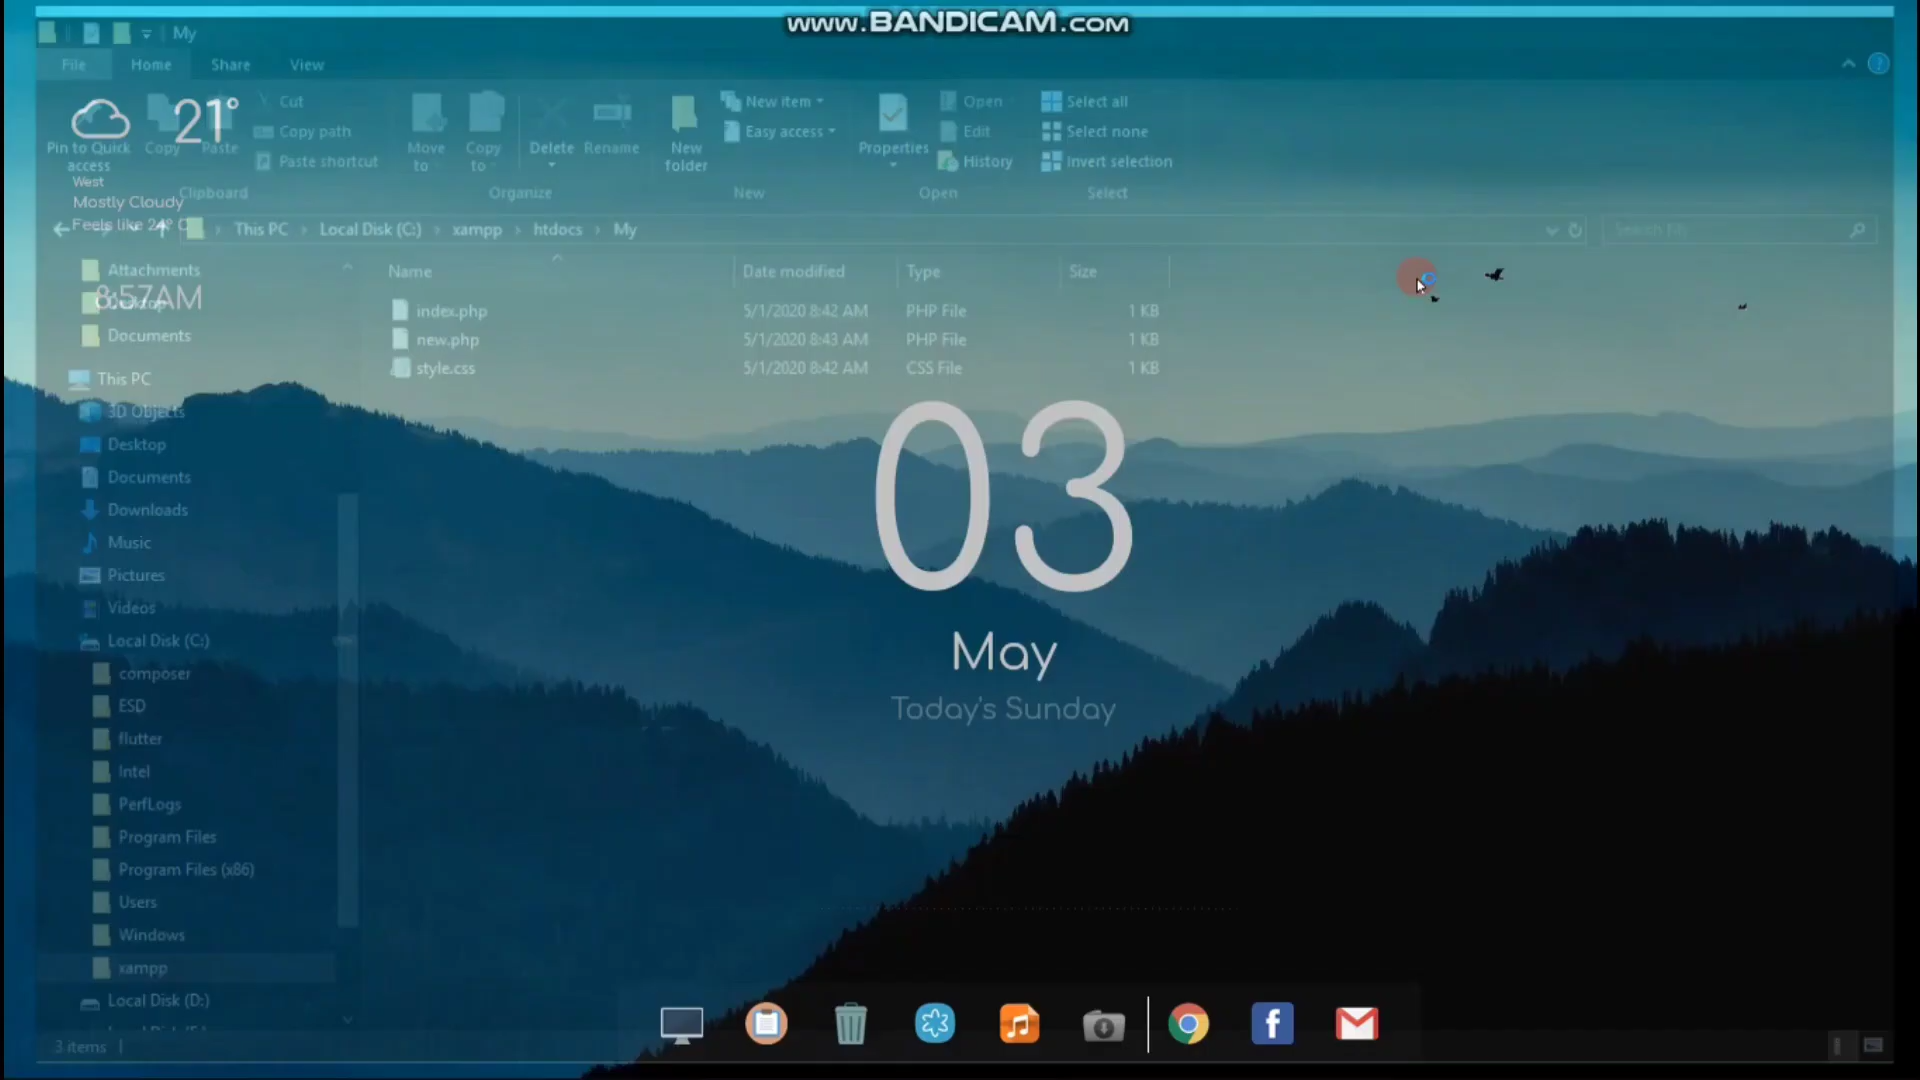 www.BANDICAM.com
My
File Home Share View
Pin to Quick access
Copy
Paste
Cut
Copy path
Paste shortcut
Clipboard
Move to
Copy to
Delete
Rename
Organize
New folder
New item
Easy access
New
Properties
Open
Edit
History
Open
Select all
Select none
Invert selection
Select
21°
West
Mostly Cloudy
Feels like 24° C
8:57AM
This PC > Local Disk (C:) > xampp > htdocs > My
Search My
Name Date modified Type Size
index.php 5/1/2020 8:42 AM PHP File 1 KB
new.php 5/1/2020 8:43 AM PHP File 1 KB
style.css 5/1/2020 8:42 AM CSS File 1 KB
Attachments
Desktop
Documents
This PC
3D Objects
Desktop
Documents
Downloads
Music
Pictures
Videos
Local Disk (C:)
composer
ESD
flutter
Intel
PerfLogs
Program Files
Program Files (x86)
Users
Windows
xampp
Local Disk (D:)
3 items
03
May
Today's Sunday